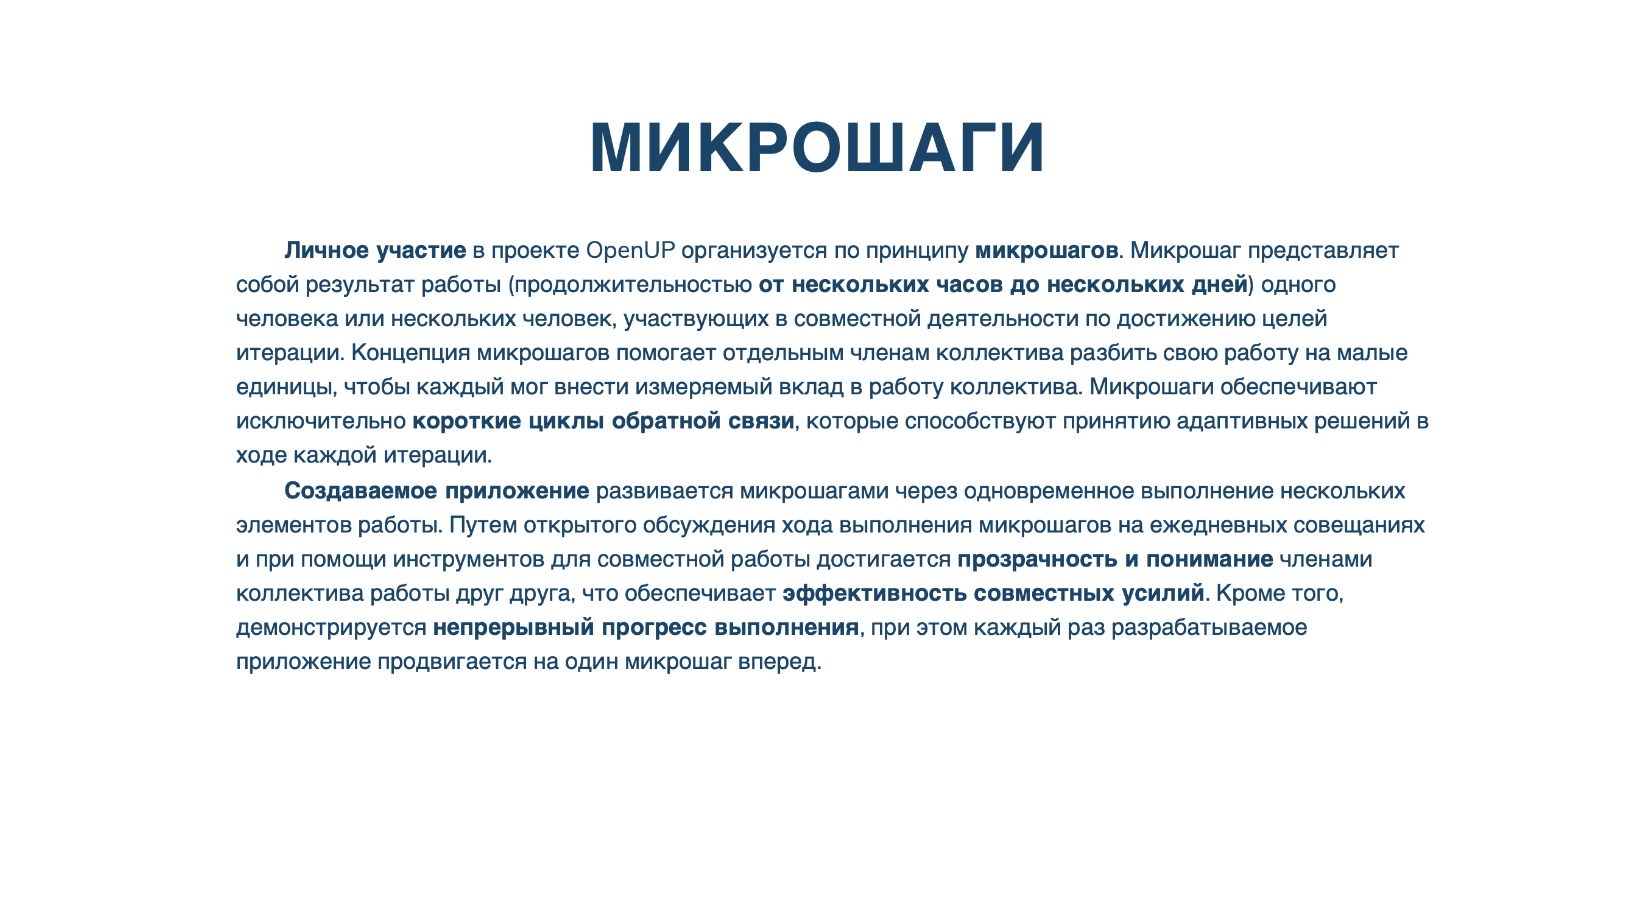 МИКРОШАГИ
Личное участие в проекте OpenUP организуется по принципу микрошагов. Микрошаг представляет
собой результат работы (продолжительностью от нескольких часов до нескольких дней) одного
человека или нескольких человек, участвующих в совместной деятельности по достижению целей
итерации. Концепция микрошагов помогает отдельным членам коллектива разбить свою работу на малые
единицы, чтобы каждый мог внести измеряемый вклад в работу коллектива. Микрошаги обеспечивают
исключительно короткие циклы обратной связи, которые способствуют принятию адаптивных решений в
ходе каждой итерации.
Создаваемое приложение развивается микрошагами через одновременное выполнение нескольких
элементов работы. Путем открытого обсуждения хода выполнения микрошагов на ежедневных совещаниях
и при помощи инструментов для совместной работы достигается прозрачность и понимание членами
коллектива работы друг друга, что обеспечивает эффективность совместных усилий. Кроме того,
демонстрируется непрерывный прогресс выполнения, при этом каждый раз разрабатываемое
приложение продвигается на один микрошаг вперед.